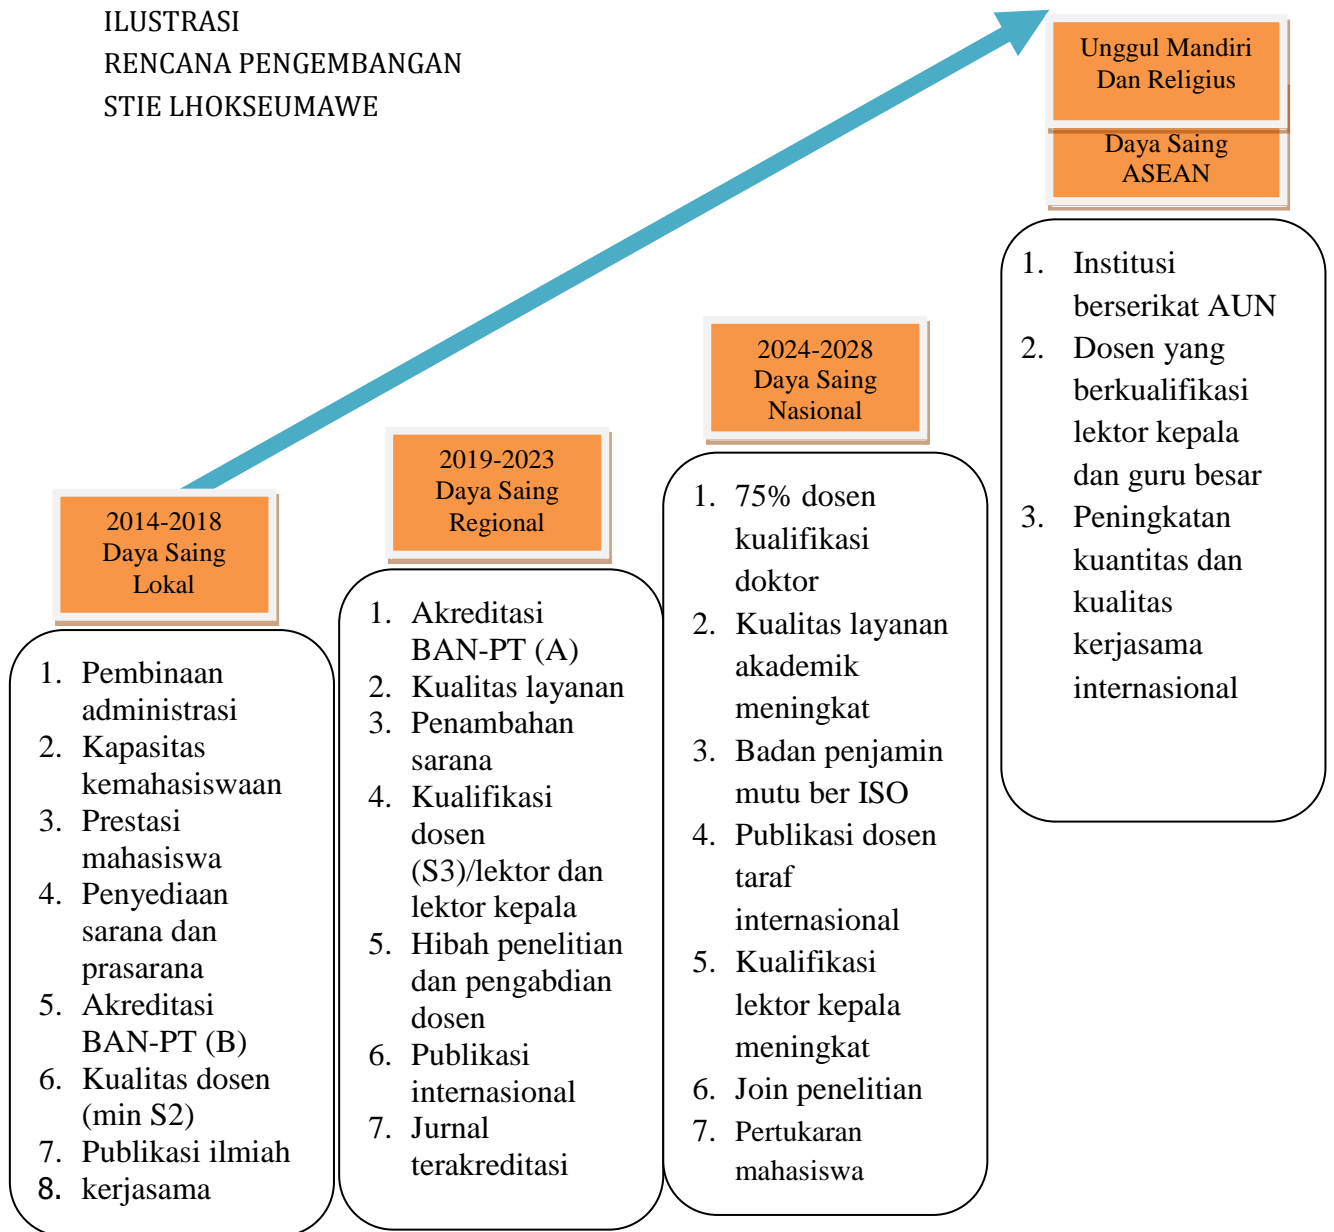 ILUSTRASI
RENCANA PENGEMBANGAN
STIE LHOKSEUMAWE
2014-2018
Daya Saing
Lokal
1. Pembinaan
administrasi
2. Kapasitas
kemahasiswaan
3. Prestasi
mahasiswa
4. Penyediaan
sarana dan
prasarana
5. Akreditasi
BAN-PT (B)
6. Kualitas dosen
(min S2)
7. Publikasi ilmiah
8. kerjasama
2019-2023
Daya Saing
Regional
1. Akreditasi
BAN-PT (A)
2. Kualitas layanan
3. Penambahan
sarana
4. Kualifikasi
dosen
(S3)/lektor dan
lektor kepala
5. Hibah penelitian
dan pengabdian
dosen
6. Publikasi
internasional
7. Jurnal
terakreditasi
2024-2028
Daya Saing
Nasional
1. 75% dosen
kualifikasi
doktor
2. Kualitas layanan
akademik
meningkat
3. Badan penjamin
mutu ber ISO
4. Publikasi dosen
taraf
internasional
5. Kualifikasi
lektor kepala
meningkat
6. Join penelitian
7. Pertukaran
mahasiswa
Unggul Mandiri
Dan Religius
Daya Saing
ASEAN
1. Institusi
berserikat AUN
2. Dosen yang
berkualifikasi
lektor kepala
dan guru besar
3. Peningkatan
kuantitas dan
kualitas
kerjasama
internasional